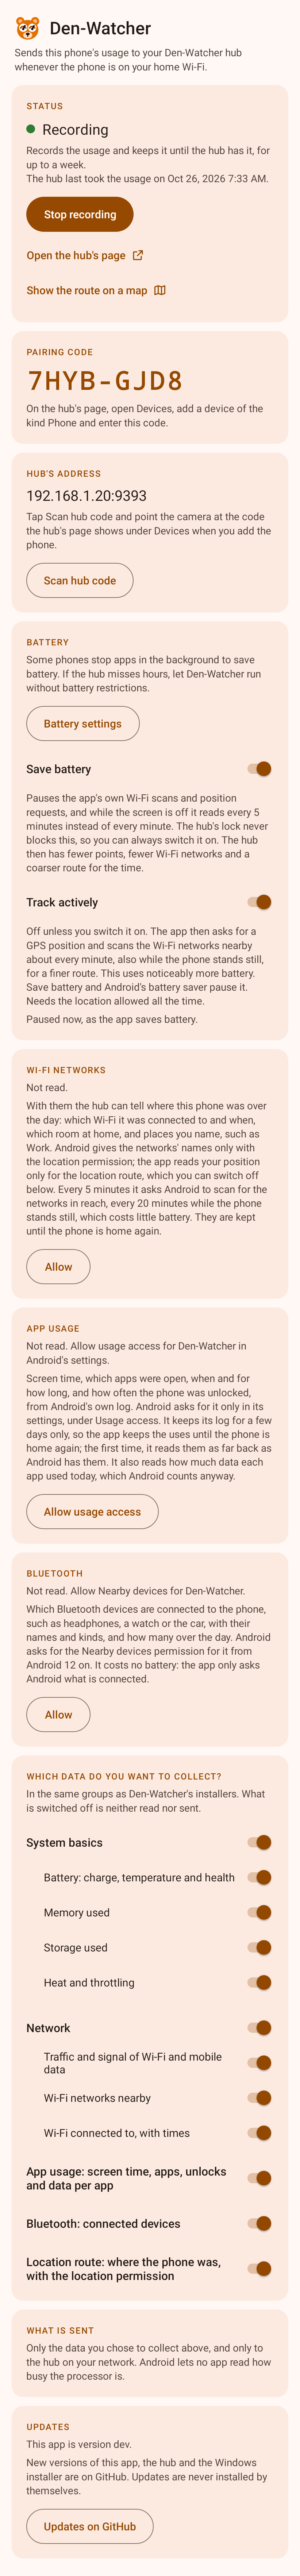 Den-Watcher
Sends this phone's usage to your Den-Watcher hub
whenever the phone is on your home Wi-Fi.
STATUS
Recording
Records the usage and keeps it until the hub has it, for
up to a week.
The hub last took the usage on Oct 26, 2026 7:33 AM.
Stop recording
Open the hub's page
Show the route on a map
PAIRING CODE
7HYB-GJD8
On the hub's page, open Devices, add a device of the
kind Phone and enter this code.
HUB'S ADDRESS
192.168.1.20:9393
Tap Scan hub code and point the camera at the code
the hub's page shows under Devices when you add the
phone.
Scan hub code
BATTERY
Some phones stop apps in the background to save
battery. If the hub misses hours, let Den-Watcher run
without battery restrictions.
Battery settings
Save battery
Pauses the app's own Wi-Fi scans and position
requests, and while the screen is off it reads every 5
minutes instead of every minute. The hub's lock never
blocks this, so you can always switch it on. The hub
then has fewer points, fewer Wi-Fi networks and a
coarser route for the time.
Track actively
Off unless you switch it on. The app then asks for a
GPS position and scans the Wi-Fi networks nearby
about every minute, also while the phone stands still,
for a finer route. This uses noticeably more battery.
Save battery and Android's battery saver pause it.
Needs the location allowed all the time.
Paused now, as the app saves battery.
WI-FI NETWORKS
Not read.
With them the hub can tell where this phone was over
the day: which Wi-Fi it was connected to and when,
which room at home, and places you name, such as
Work. Android gives the networks' names only with
the location permission; the app reads your position
only for the location route, which you can switch off
below. Every 5 minutes it asks Android to scan for the
networks in reach, every 20 minutes while the phone
stands still, which costs little battery. They are kept
until the phone is home again.
Allow
APP USAGE
Not read. Allow usage access for Den-Watcher in
Android's settings.
Screen time, which apps were open, when and for
how long, and how often the phone was unlocked,
from Android's own log. Android asks for it only in its
settings, under Usage access. It keeps its log for a few
days only, so the app keeps the uses until the phone is
home again; the first time, it reads them as far back as
Android has them. It also reads how much data each
app used today, which Android counts anyway.
Allow usage access
BLUETOOTH
Not read. Allow Nearby devices for Den-Watcher.
Which Bluetooth devices are connected to the phone,
such as headphones, a watch or the car, with their
names and kinds, and how many over the day. Android
asks for the Nearby devices permission for it from
Android 12 on. It costs no battery: the app only asks
Android what is connected.
Allow
WHICH DATA DO YOU WANT TO COLLECT?
In the same groups as Den-Watcher's installers. What
is switched off is neither read nor sent.
System basics
Battery: charge, temperature and health
Memory used
Storage used
Heat and throttling
Network
Traffic and signal of Wi-Fi and mobile
data
Wi-Fi networks nearby
Wi-Fi connected to, with times
App usage: screen time, apps, unlocks
and data per app
Bluetooth: connected devices
Location route: where the phone was,
with the location permission
WHAT IS SENT
Only the data you chose to collect above, and only to
the hub on your network. Android lets no app read how
busy the processor is.
UPDATES
This app is version dev.
New versions of this app, the hub and the Windows
installer are on GitHub. Updates are never installed by
themselves.
Updates on GitHub